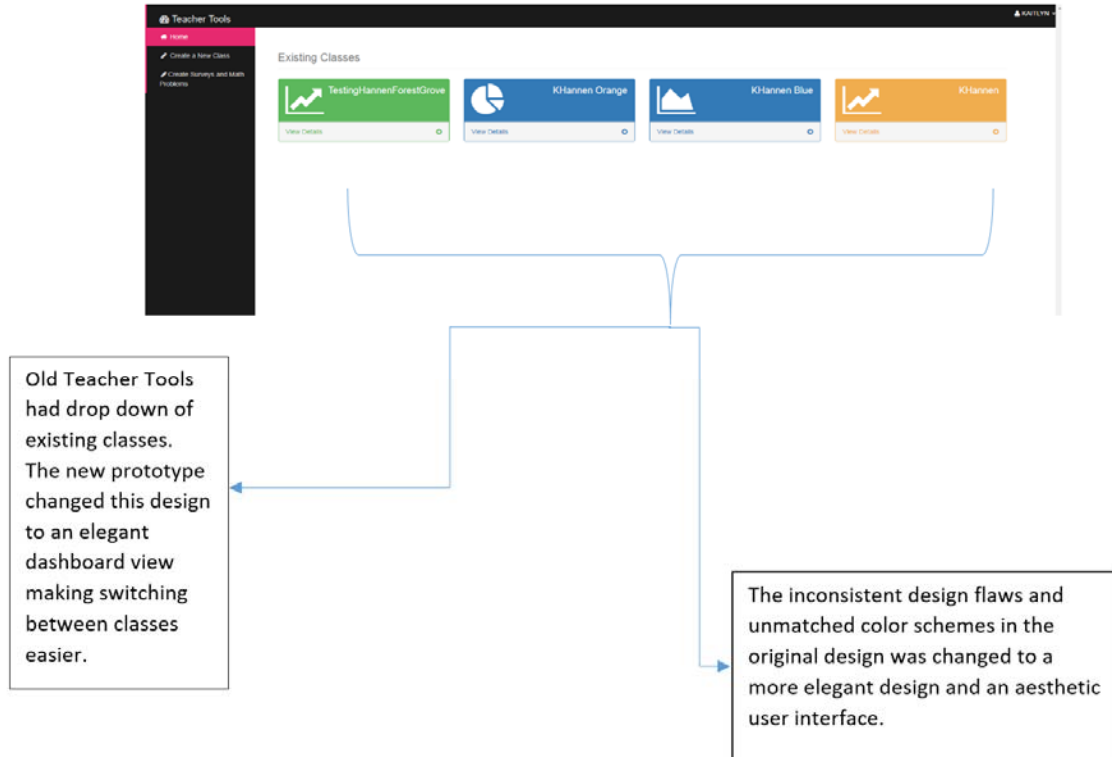 Teacher Tools
KAITLYN
Home
Create a New Class
Create Surveys and Math
Problems
Existing Classes
TestingHannenForestGrove
View Details
KHannen Orange
View Details
KHannen Blue
View Details
KHannen
View Details
Old Teacher Tools
had drop down of
existing classes.
The new prototype
changed this design
to an elegant
dashboard view
making switching
between classes
easier.
The inconsistent design flaws and
unmatched color schemes in the
original design was changed to a
more elegant design and an aesthetic
user interface.